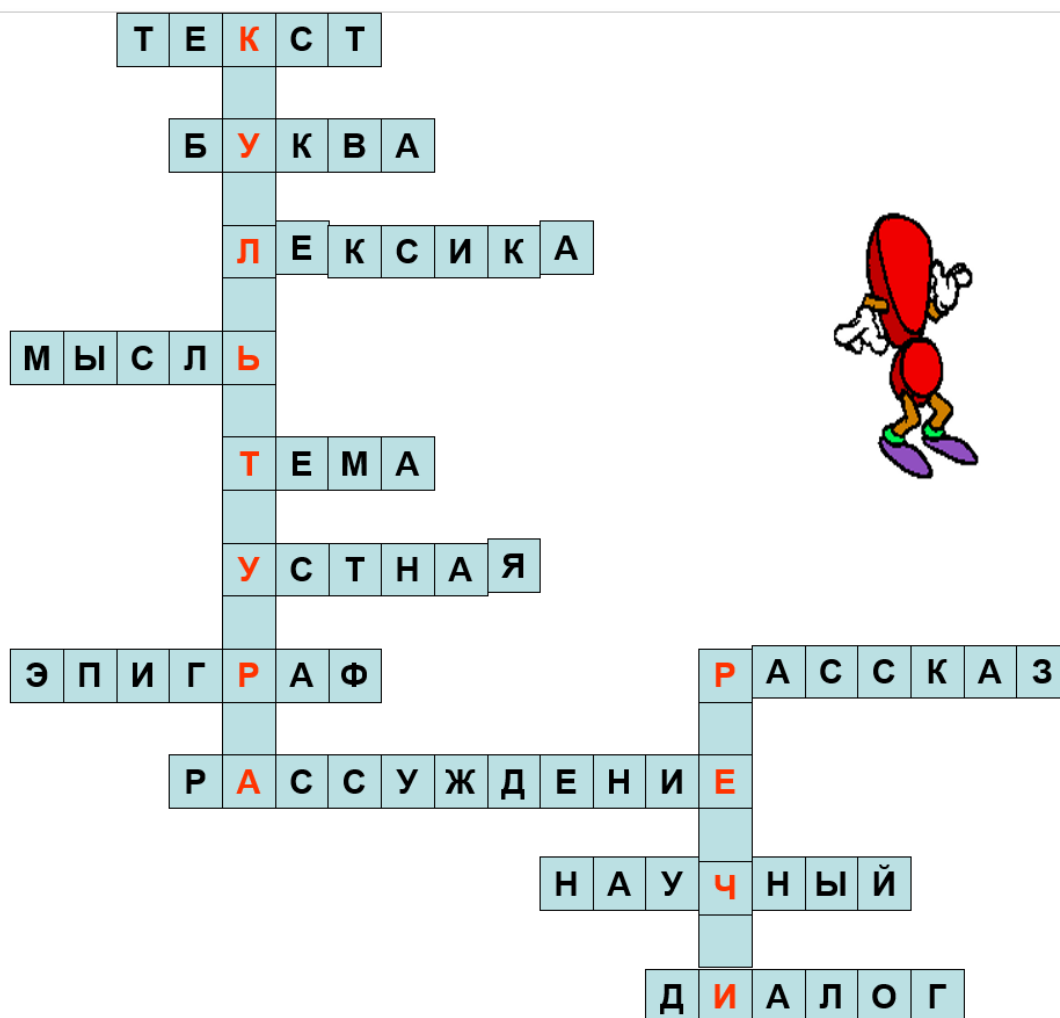 ТЕКСТ
БУКВА
ЛЕКСИКА
МЫСЛЬ
ТЕМА
УСТНАЯ
ЭПИГРАФ
РАССКАЗ
РАССУЖДЕНИЕ
НАУЧНЫЙ
ДИАЛОГ